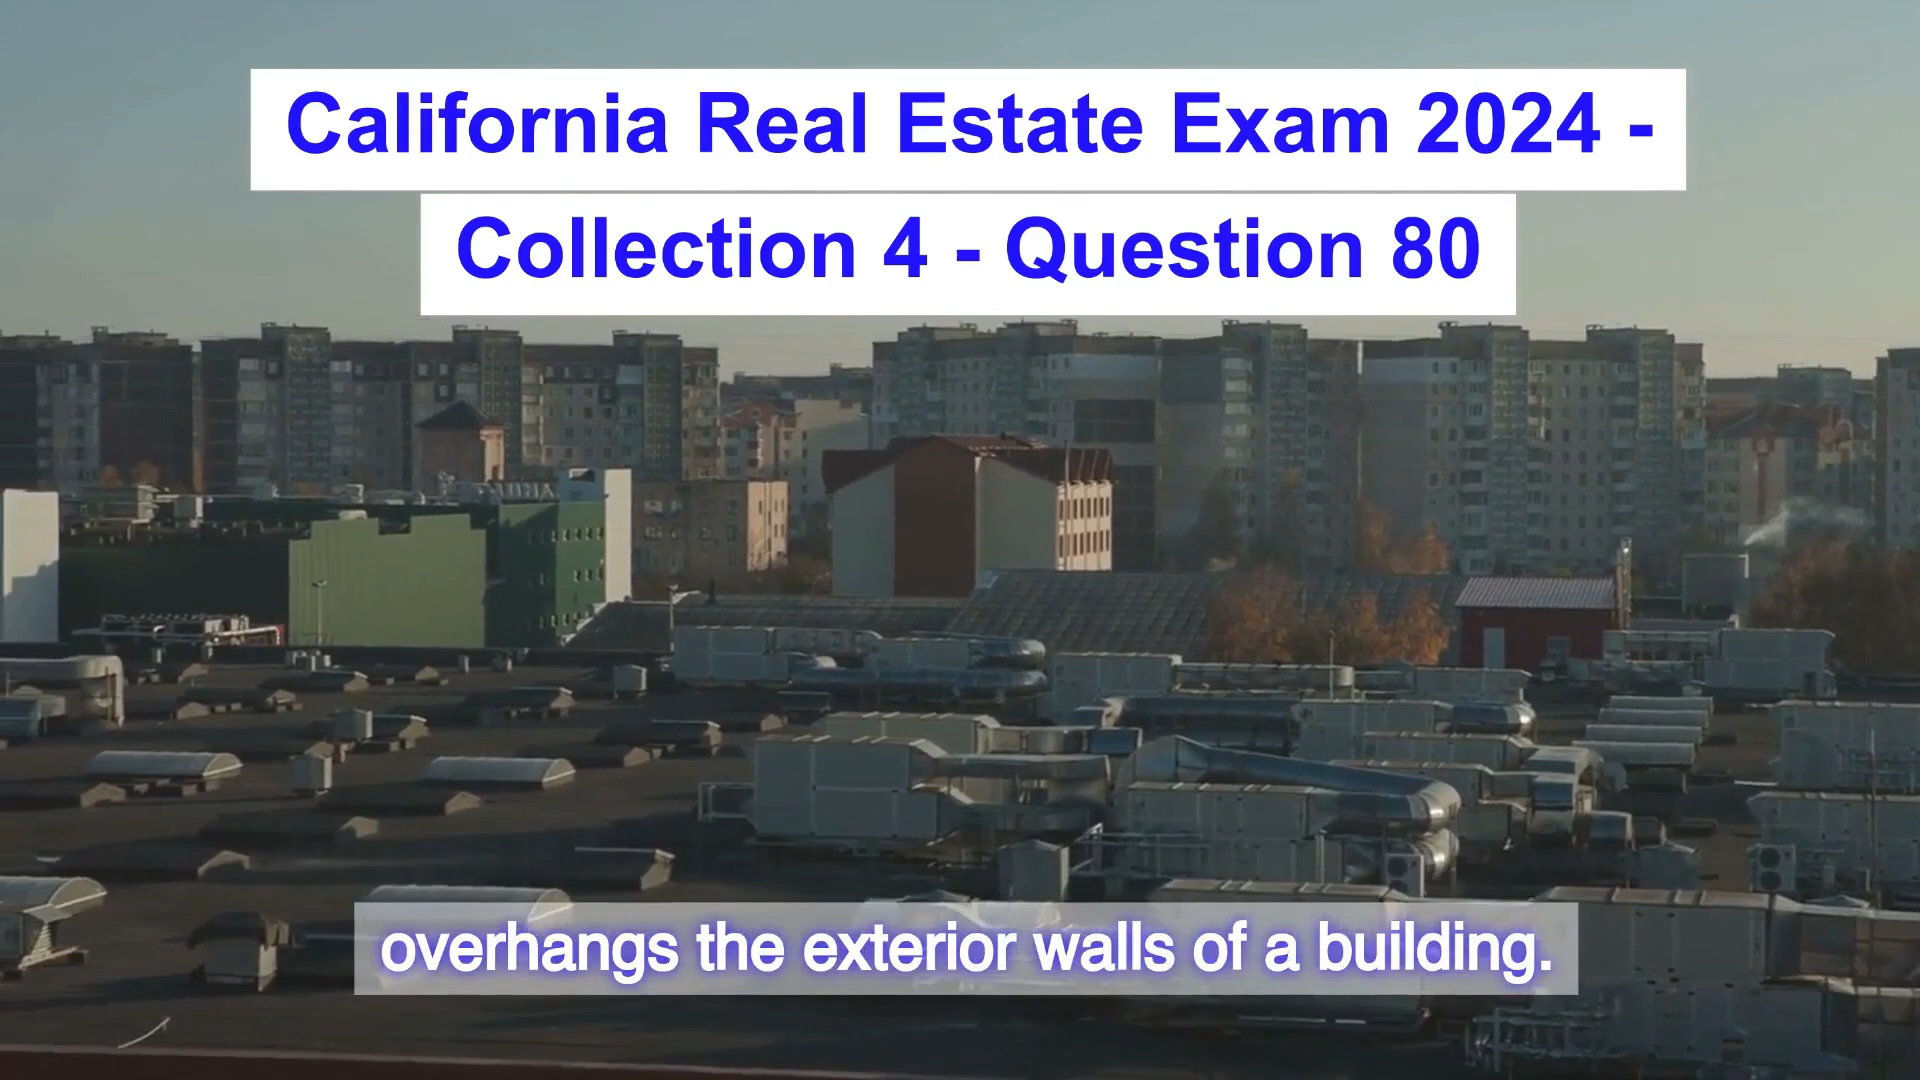 California Real Estate Exam 2024 -
Collection 4 - Question 80
overhangs the exterior walls of a building.